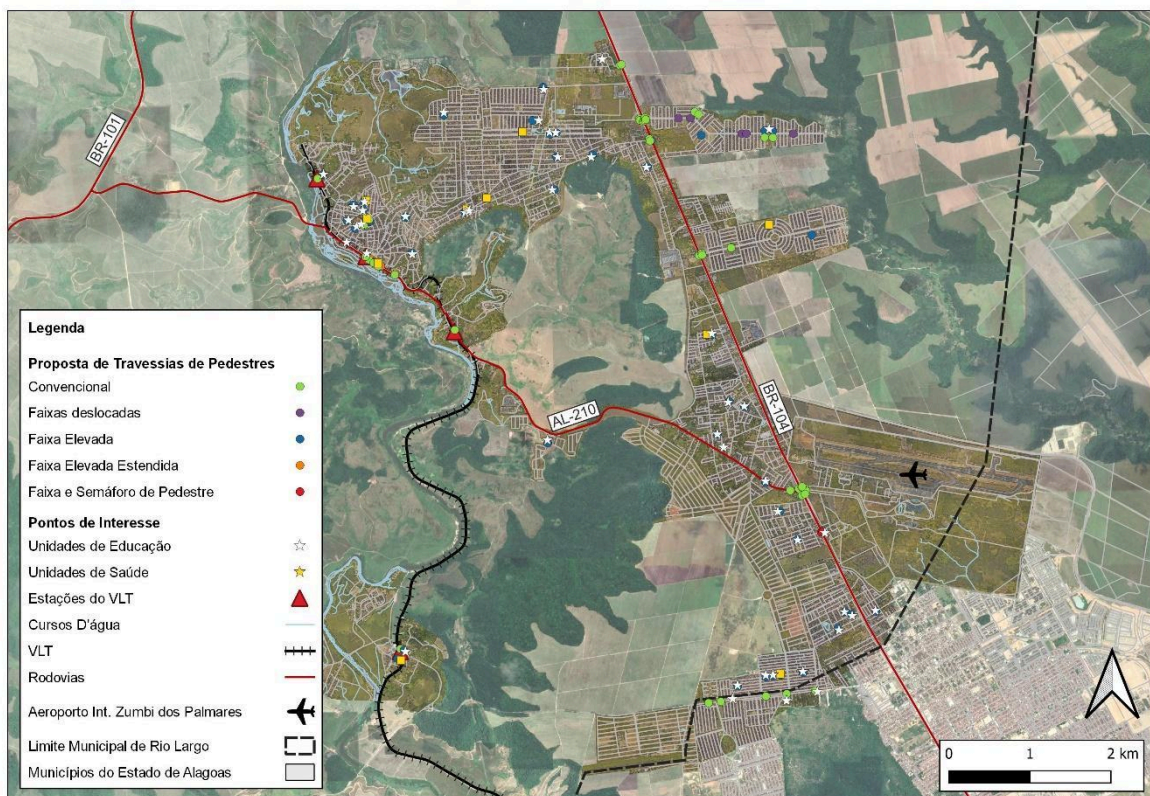 BR-101
AL-210
BR-104
Legenda
Proposta de Travessias de Pedestres
Convencional
Faixas deslocadas
Faixa Elevada
Faixa Elevada Estendida
Faixa e Semáforo de Pedestre
Pontos de Interesse
Unidades de Educação
Unidades de Saúde
Estações do VLT
Cursos D'água
VLT
Rodovias
Aeroporto Int. Zumbi dos Palmares
Limite Municipal de Rio Largo
Municípios do Estado de Alagoas
0 1 2 km